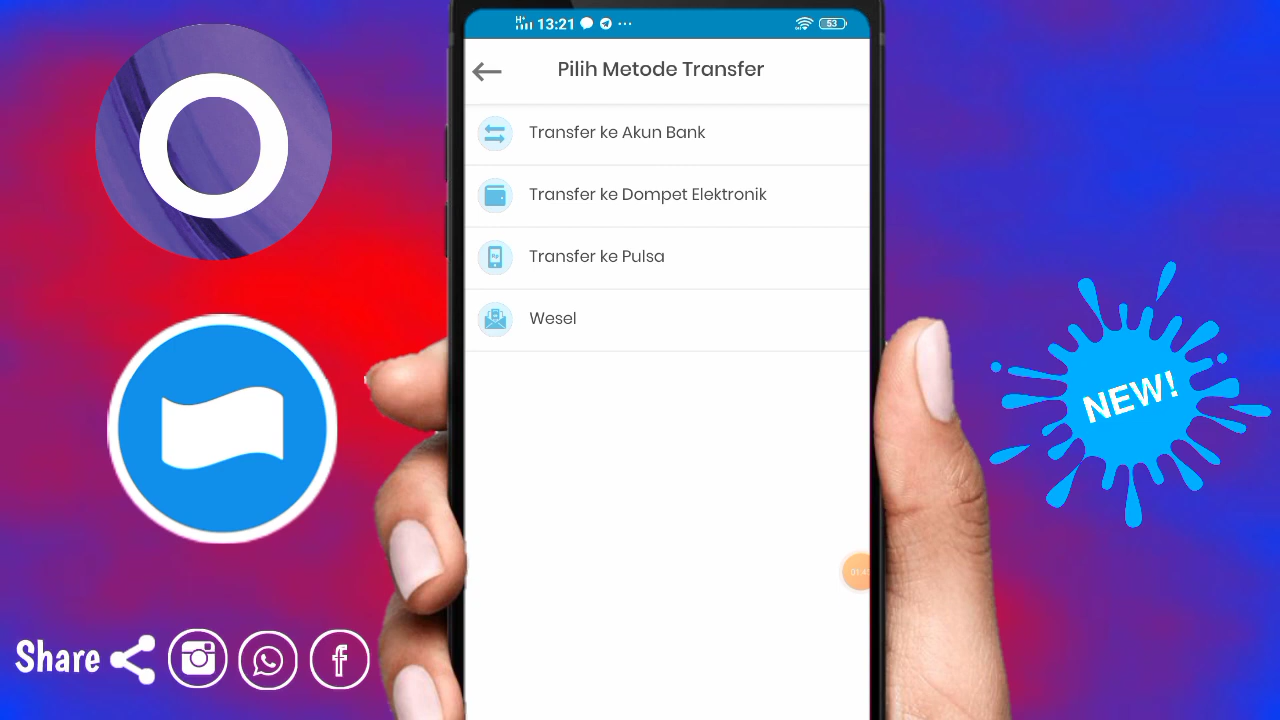 13:21
53
Pilih Metode Transfer
Transfer ke Akun Bank
Transfer ke Dompet Elektronik
Transfer ke Pulsa
Wesel
NEW!
Share